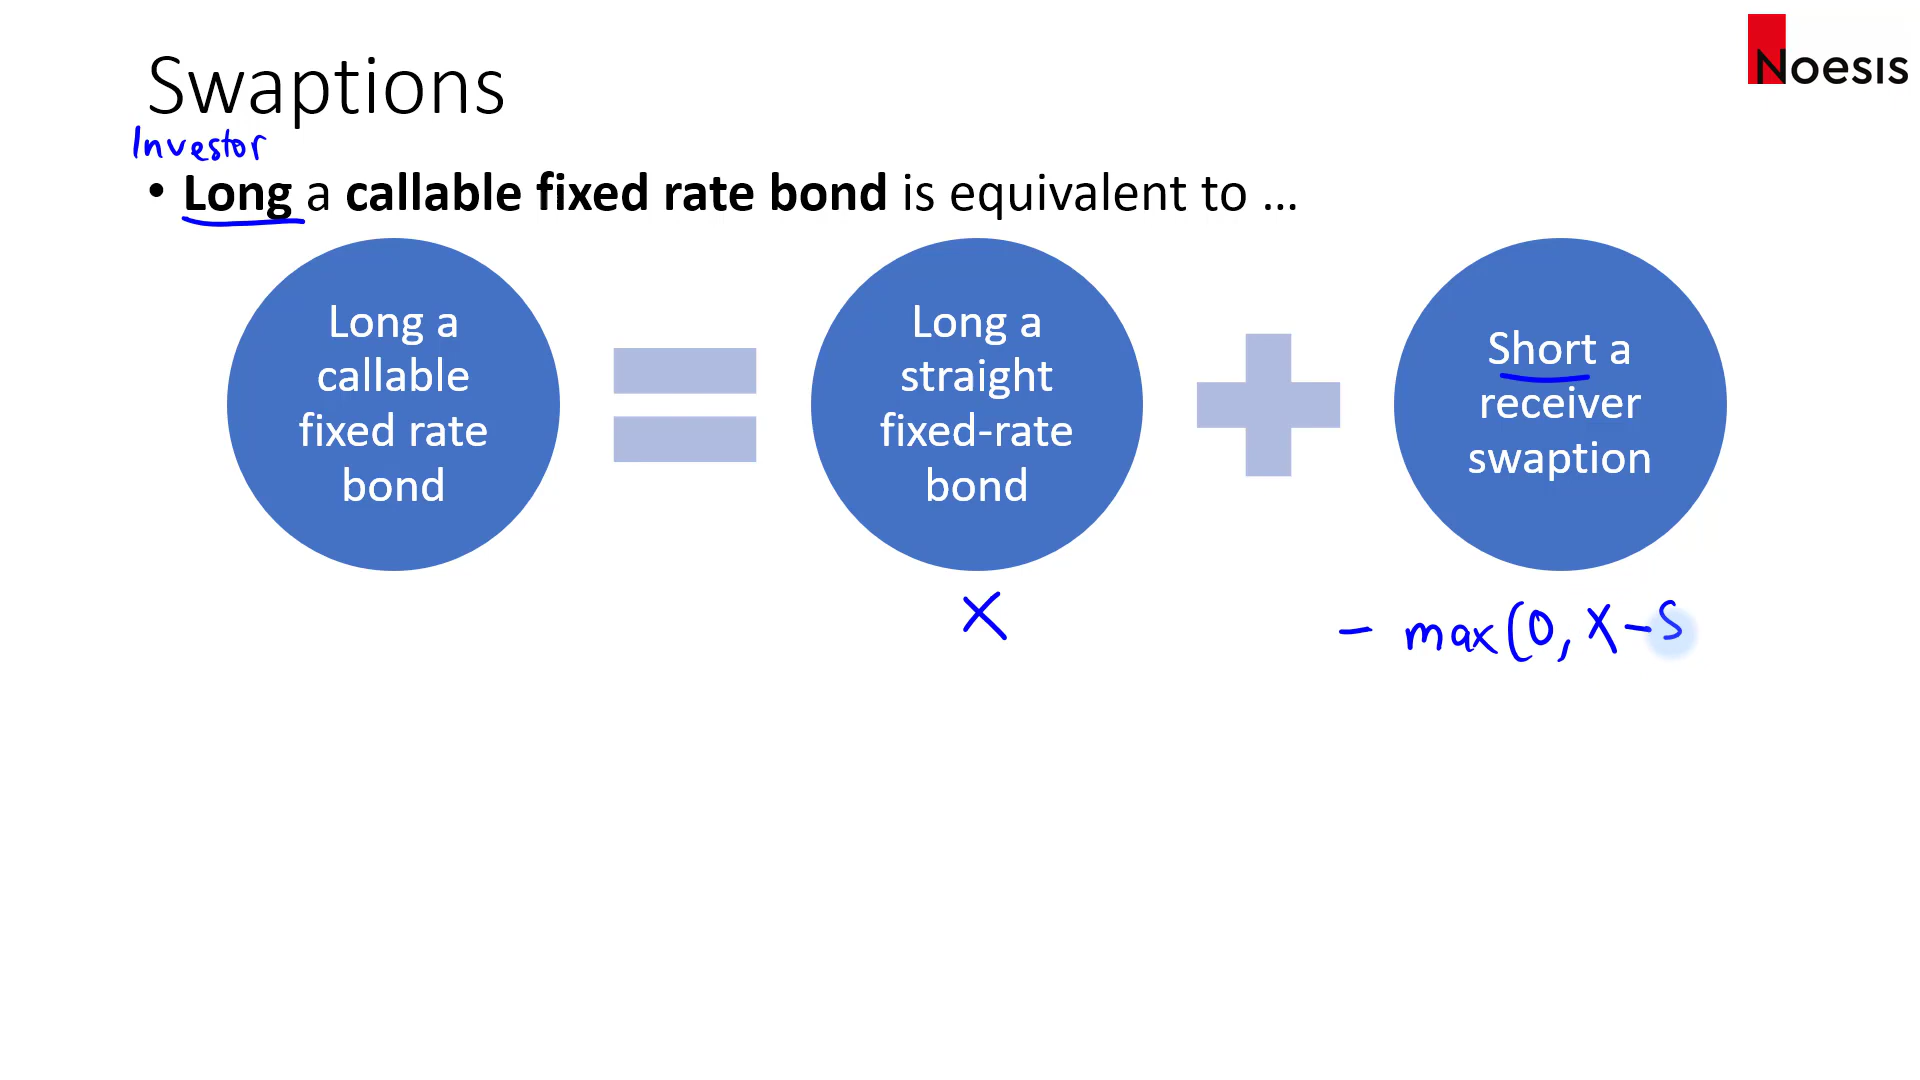 Noesis
Swaptions
Investor
• Long a callable fixed rate bond is equivalent to ...
Long a
callable
fixed rate
bond
Long a
straight
fixed-rate
bond
Short a
receiver
swaption
X
- max(0, X-S